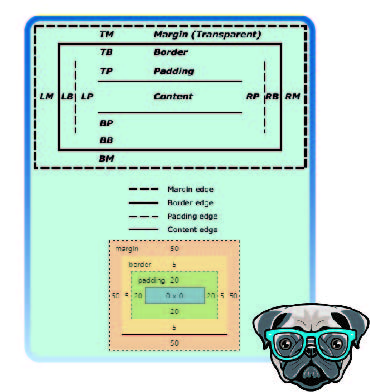 TM Margin (Transparent)
TB Border
TP Padding
LM LB LP Content RP RB RM
BP
BB
BM
Margin edge
Border edge
Padding edge
Content edge
margin 50
border 5
padding 20
50 5 20 0 x 0 20 5 50
20
5
50